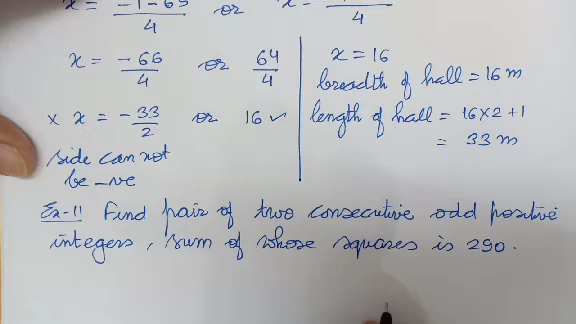 x = -1-65/4 or x =    /4
x = -66/4 or 64/4
x = 16
breadth of hall = 16 m
× x = -33/2 or 16 ✓
length of hall = 16×2+1
= 33 m
side cannot
be -ve
Ex-11 Find pair of two consecutive odd positive
integers, sum of whose squares is 290.